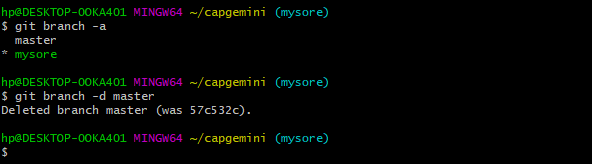 hp@DESKTOP-OOKA401 MINGW64 ~/capgemini (mysore)
$ git branch -a
  master
* mysore
hp@DESKTOP-OOKA401 MINGW64 ~/capgemini (mysore)
$ git branch -d master
Deleted branch master (was 57c532c).
hp@DESKTOP-OOKA401 MINGW64 ~/capgemini (mysore)
$